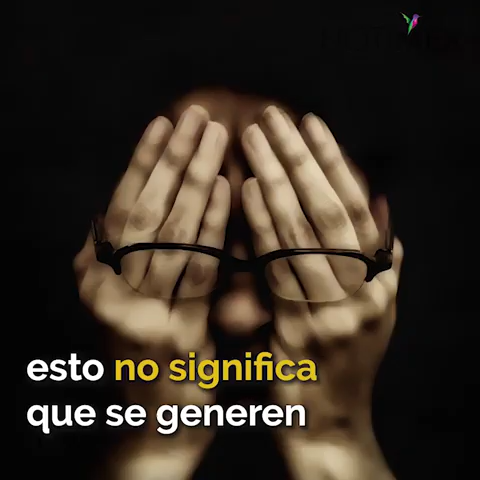 esto no significa
que se generen